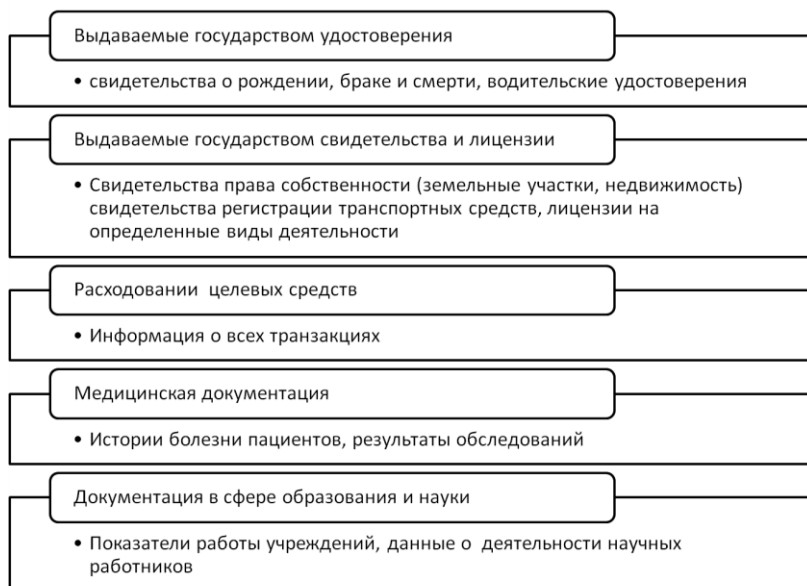 Выдаваемые государством удостоверения
• свидетельства о рождении, браке и смерти, водительские удостоверения
Выдаваемые государством свидетельства и лицензии
• Свидетельства права собственности (земельные участки, недвижимость)
свидетельства регистрации транспортных средств, лицензии на
определенные виды деятельности
Расходовании целевых средств
• Информация о всех транзакциях
Медицинская документация
• Истории болезни пациентов, результаты обследований
Документация в сфере образования и науки
• Показатели работы учреждений, данные о деятельности научных
работников